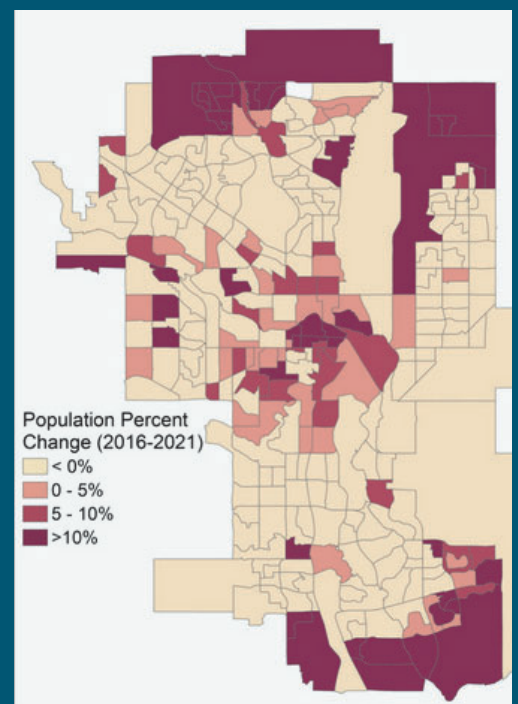 Population Percent
Change (2016-2021)
< 0%
0 - 5%
5 - 10%
>10%